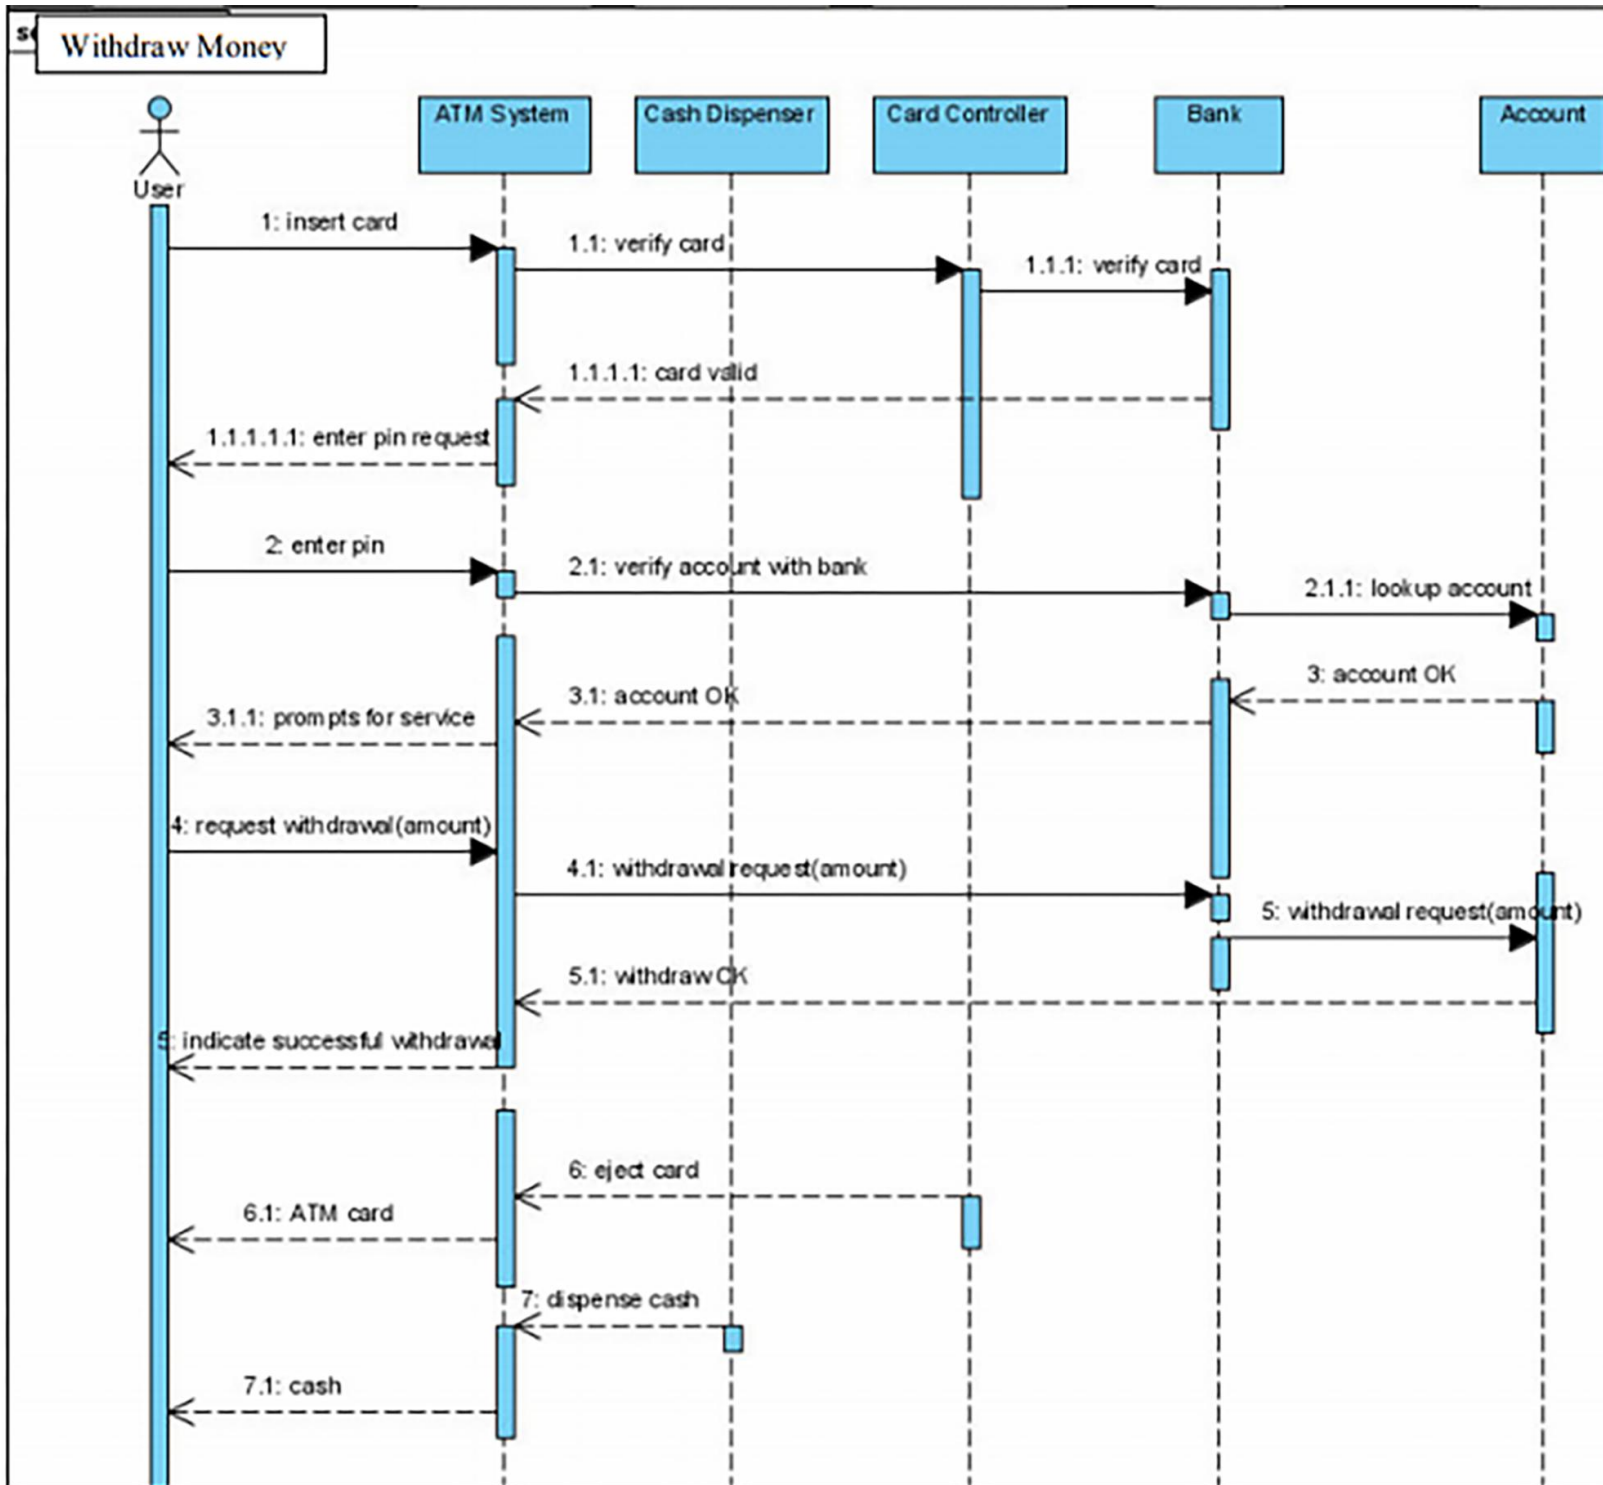 Withdraw Money
ATM System
Cash Dispenser
Card Controller
Bank
Account
User
1: insert card
1.1: verify card
1.1.1: verify card
1.1.1.1: card valid
1.1.1.1.1: enter pin request
2: enter pin
2.1: verify account with bank
2.1.1: lookup account
3: account OK
3.1: account OK
3.1.1: prompts for service
4: request withdrawal(amount)
4.1: withdrawal request(amount)
5: withdrawal request(amount)
5.1: withdraw OK
5: indicate successful withdrawal
6: eject card
6.1: ATM card
7: dispense cash
7.1: cash